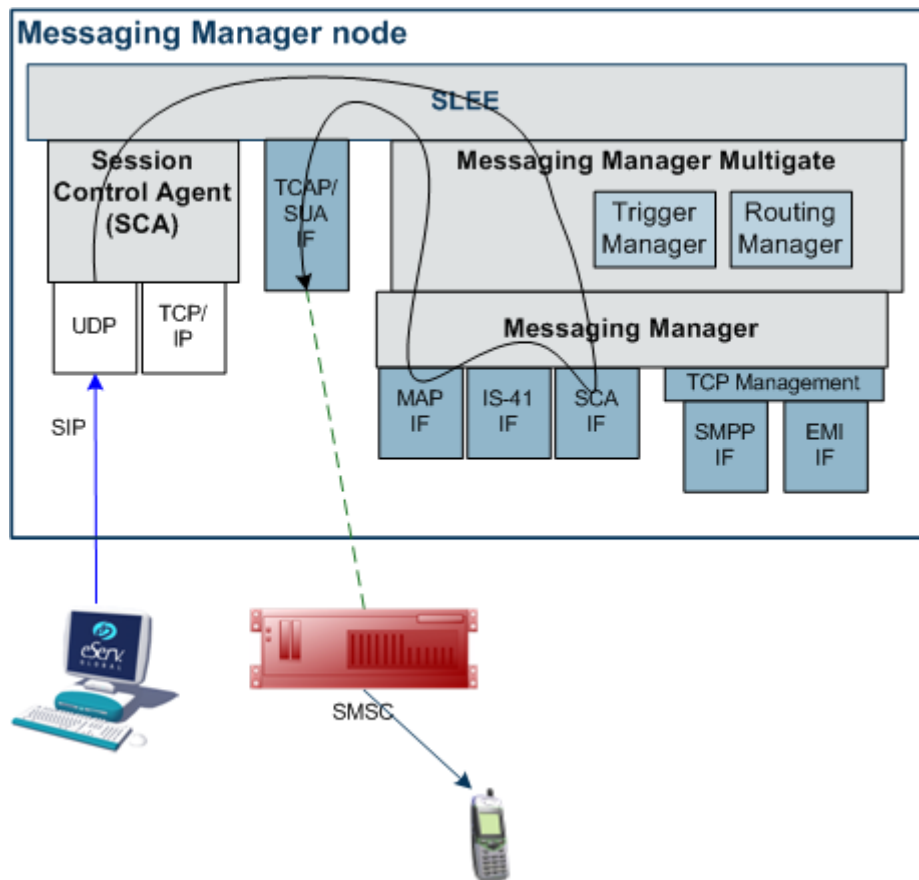 Messaging Manager node
SLEE
Session
Control Agent
(SCA)
TCAP/
SUA
IF
Messaging Manager Multigate
Trigger
Manager
Routing
Manager
UDP
TCP/
IP
Messaging Manager
MAP
IF
IS-41
IF
SCA
IF
TCP Management
SMPP
IF
EMI
IF
SIP
eServ
GLOBAL
SMSC